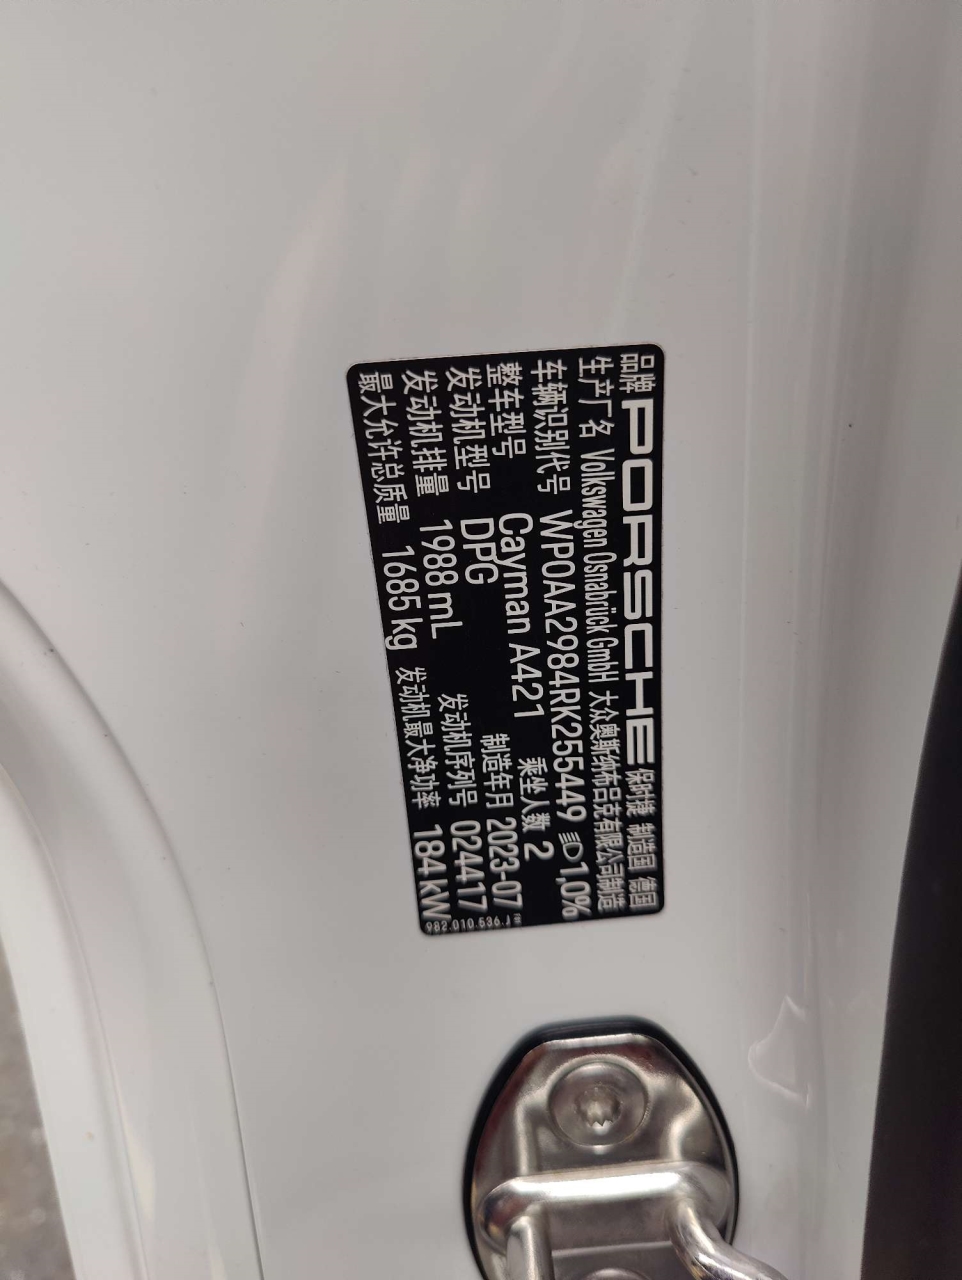 品牌 PORSCHE 保时捷 制造国 德国
生产厂名 Volkswagen Osnabrück GmbH 大众奥斯纳布吕克有限公司制造
车辆识别代号 WP0AA2984RK255449 1,0%
整车型号 Cayman A421 乘坐人数 2
发动机型号 DPG 制造年月 2023-07
发动机排量 1988 mL 发动机序列号 024417
最大允许总质量 1685 kg 发动机最大净功率 184 kW
982.010.536.J